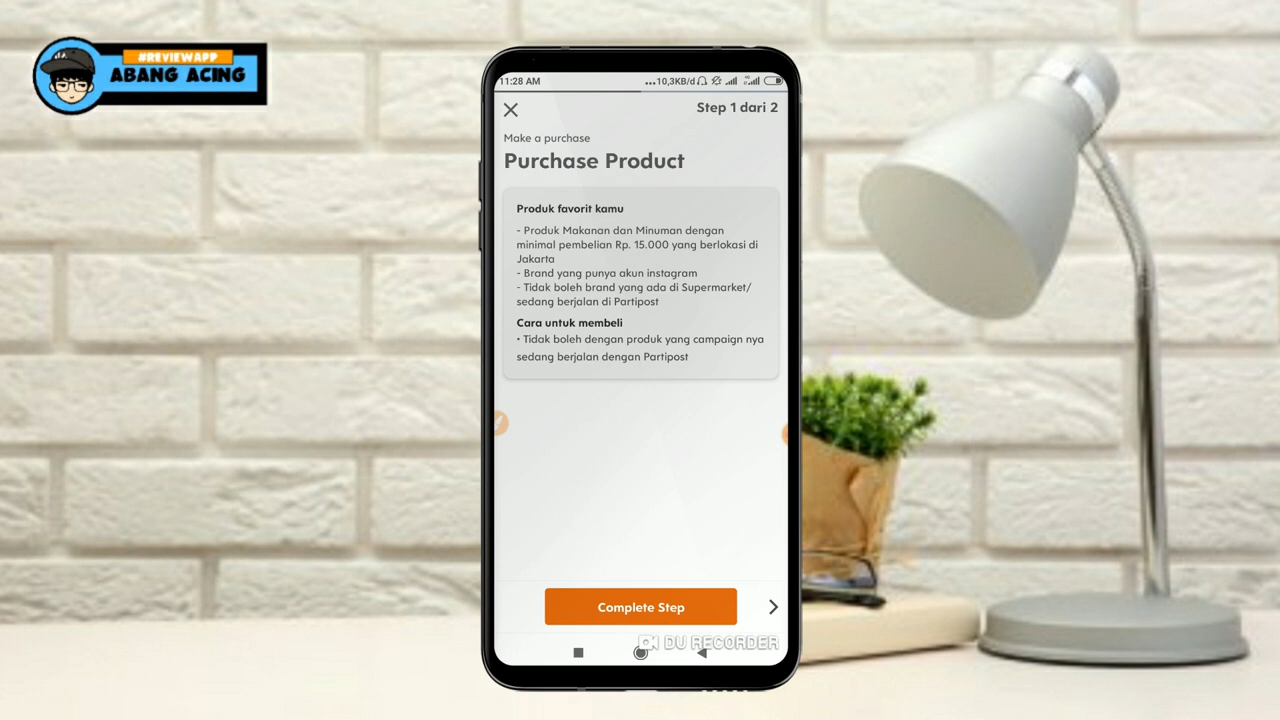 #REVIEWAPP
ABANG ACING
11:28 AM
...10,3KB/d
Step 1 dari 2
Make a purchase
Purchase Product
Produk favorit kamu
- Produk Makanan dan Minuman dengan
minimal pembelian Rp. 15.000 yang berlokasi di
Jakarta
- Brand yang punya akun instagram
- Tidak boleh brand yang ada di Supermarket/
sedang berjalan di Partipost
Cara untuk membeli
• Tidak boleh dengan produk yang campaign nya
sedang berjalan dengan Partipost
Complete Step
DU RECORDER